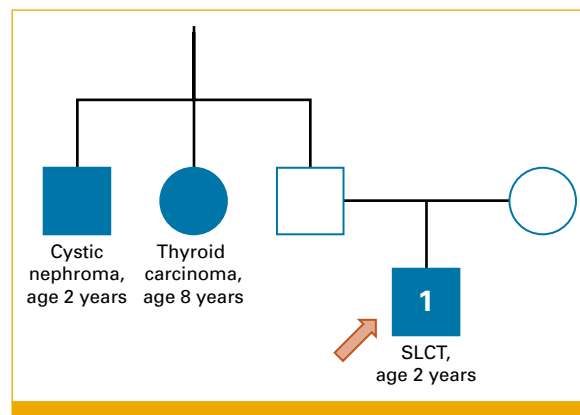 Cystic
nephroma,
age 2 years
Thyroid
carcinoma,
age 8 years
1
SLCT,
age 2 years